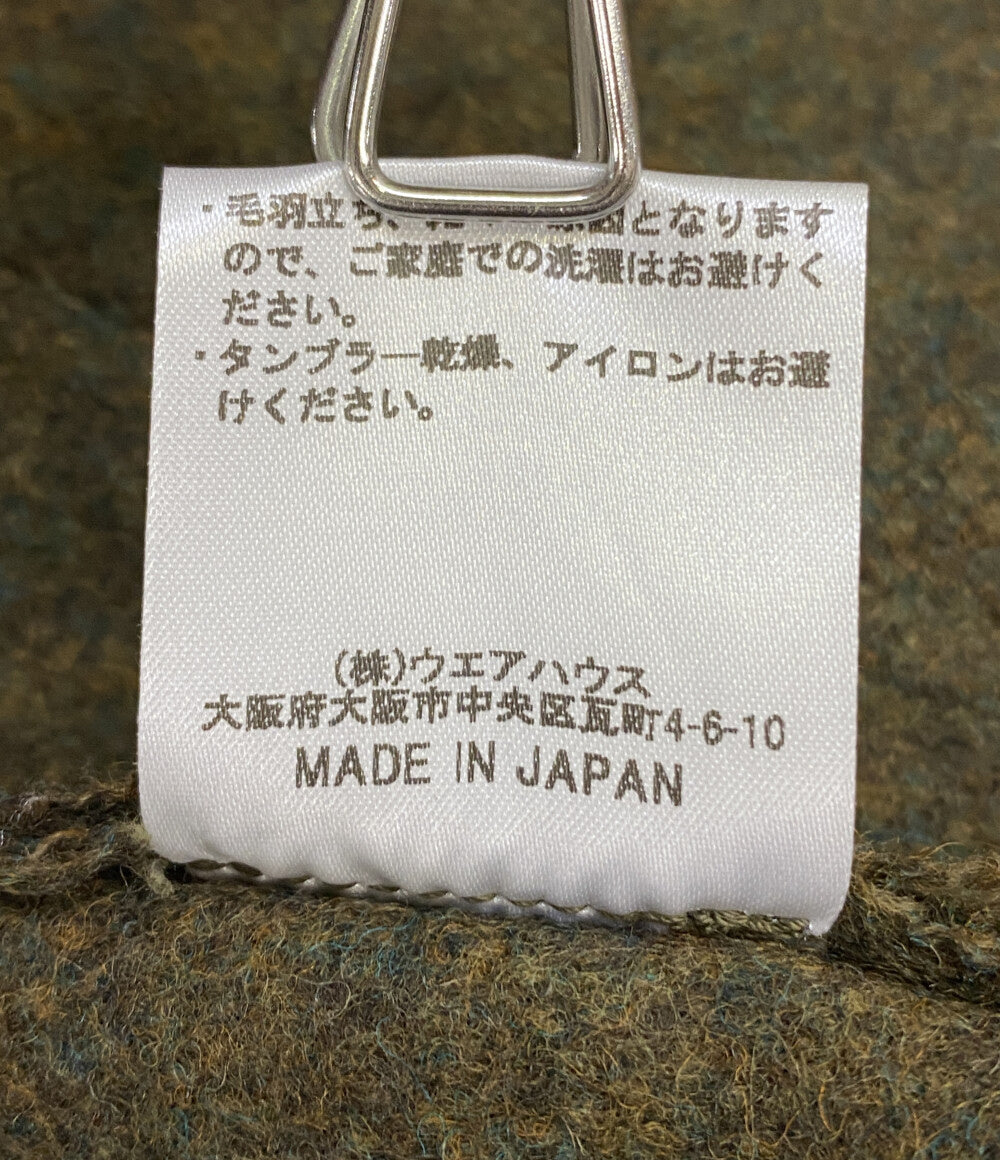 ・毛羽立ち、 となります
ので、ご家庭での洗濯はお避けく
ださい。
・タンブラー乾燥、アイロンはお避
けください。
(株)ウエアハウス
大阪府大阪市中央区瓦町4-6-10
MADE IN JAPAN